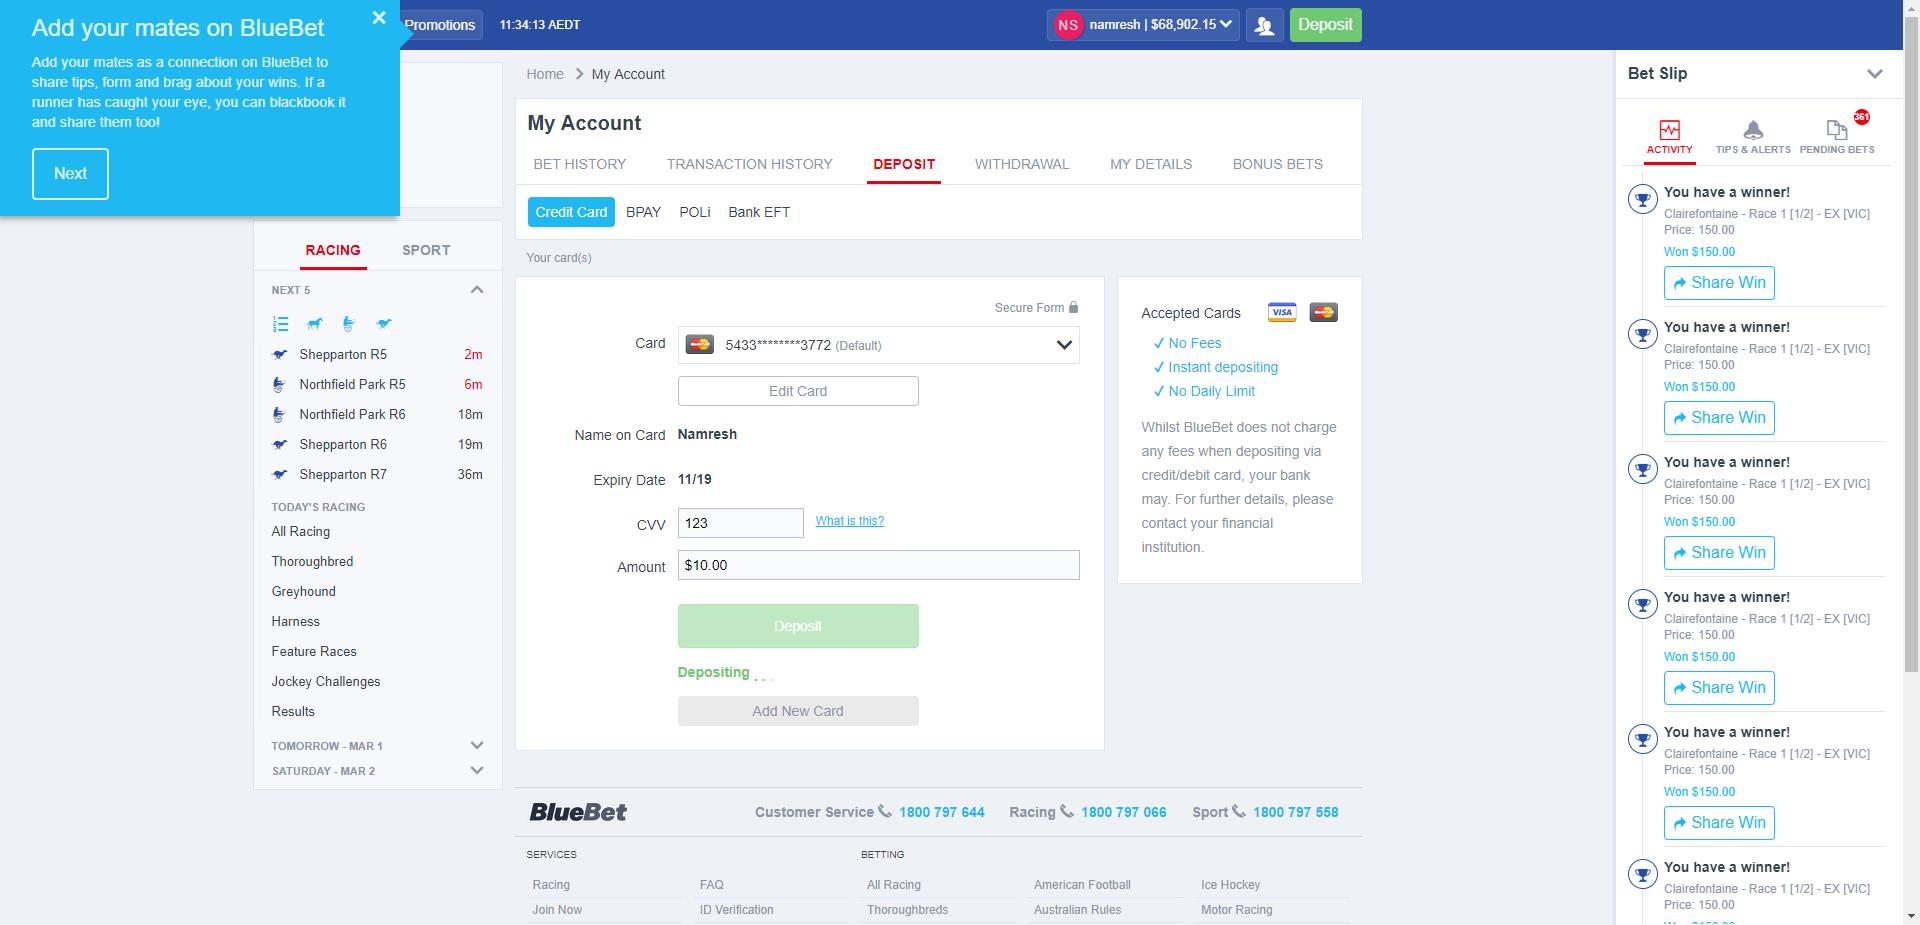 Add your mates on BlueBet
Add your mates as a connection on BlueBet to
share tips, form and brag about your wins. If a
runner has caught your eye, you can blackbook it
and share them too!
Next
Promotions
11:34:13 AEDT
NS namresh | $68,902.15
Deposit
RACING SPORT
NEXT 5
Shepparton R5 2m
Northfield Park R5 6m
Northfield Park R6 18m
Shepparton R6 19m
Shepparton R7 36m
TODAY'S RACING
All Racing
Thoroughbred
Greyhound
Harness
Feature Races
Jockey Challenges
Results
TOMORROW - MAR 1
SATURDAY - MAR 2
Home > My Account
My Account
BET HISTORY TRANSACTION HISTORY DEPOSIT WITHDRAWAL MY DETAILS BONUS BETS
Credit Card BPAY POLi Bank EFT
Your card(s)
Secure Form
Card 5433********3772 (Default)
Edit Card
Name on Card Namresh
Expiry Date 11/19
CVV 123 What is this?
Amount $10.00
Deposit
Depositing . . .
Add New Card
Accepted Cards VISA MasterCard
✓ No Fees
✓ Instant depositing
✓ No Daily Limit
Whilst BlueBet does not charge
any fees when depositing via
credit/debit card, your bank
may. For further details, please
contact your financial
institution.
BlueBet Customer Service 1800 797 644 Racing 1800 797 066 Sport 1800 797 558
SERVICES BETTING
Racing FAQ All Racing American Football Ice Hockey
Join Now ID Verification Thoroughbreds Australian Rules Motor Racing
Bet Slip
361
ACTIVITY TIPS & ALERTS PENDING BETS
You have a winner!
Clairefontaine - Race 1 [1/2] - EX [VIC]
Price: 150.00
Won $150.00
Share Win
You have a winner!
Clairefontaine - Race 1 [1/2] - EX [VIC]
Price: 150.00
Won $150.00
Share Win
You have a winner!
Clairefontaine - Race 1 [1/2] - EX [VIC]
Price: 150.00
Won $150.00
Share Win
You have a winner!
Clairefontaine - Race 1 [1/2] - EX [VIC]
Price: 150.00
Won $150.00
Share Win
You have a winner!
Clairefontaine - Race 1 [1/2] - EX [VIC]
Price: 150.00
Won $150.00
Share Win
You have a winner!
Clairefontaine - Race 1 [1/2] - EX [VIC]
Price: 150.00